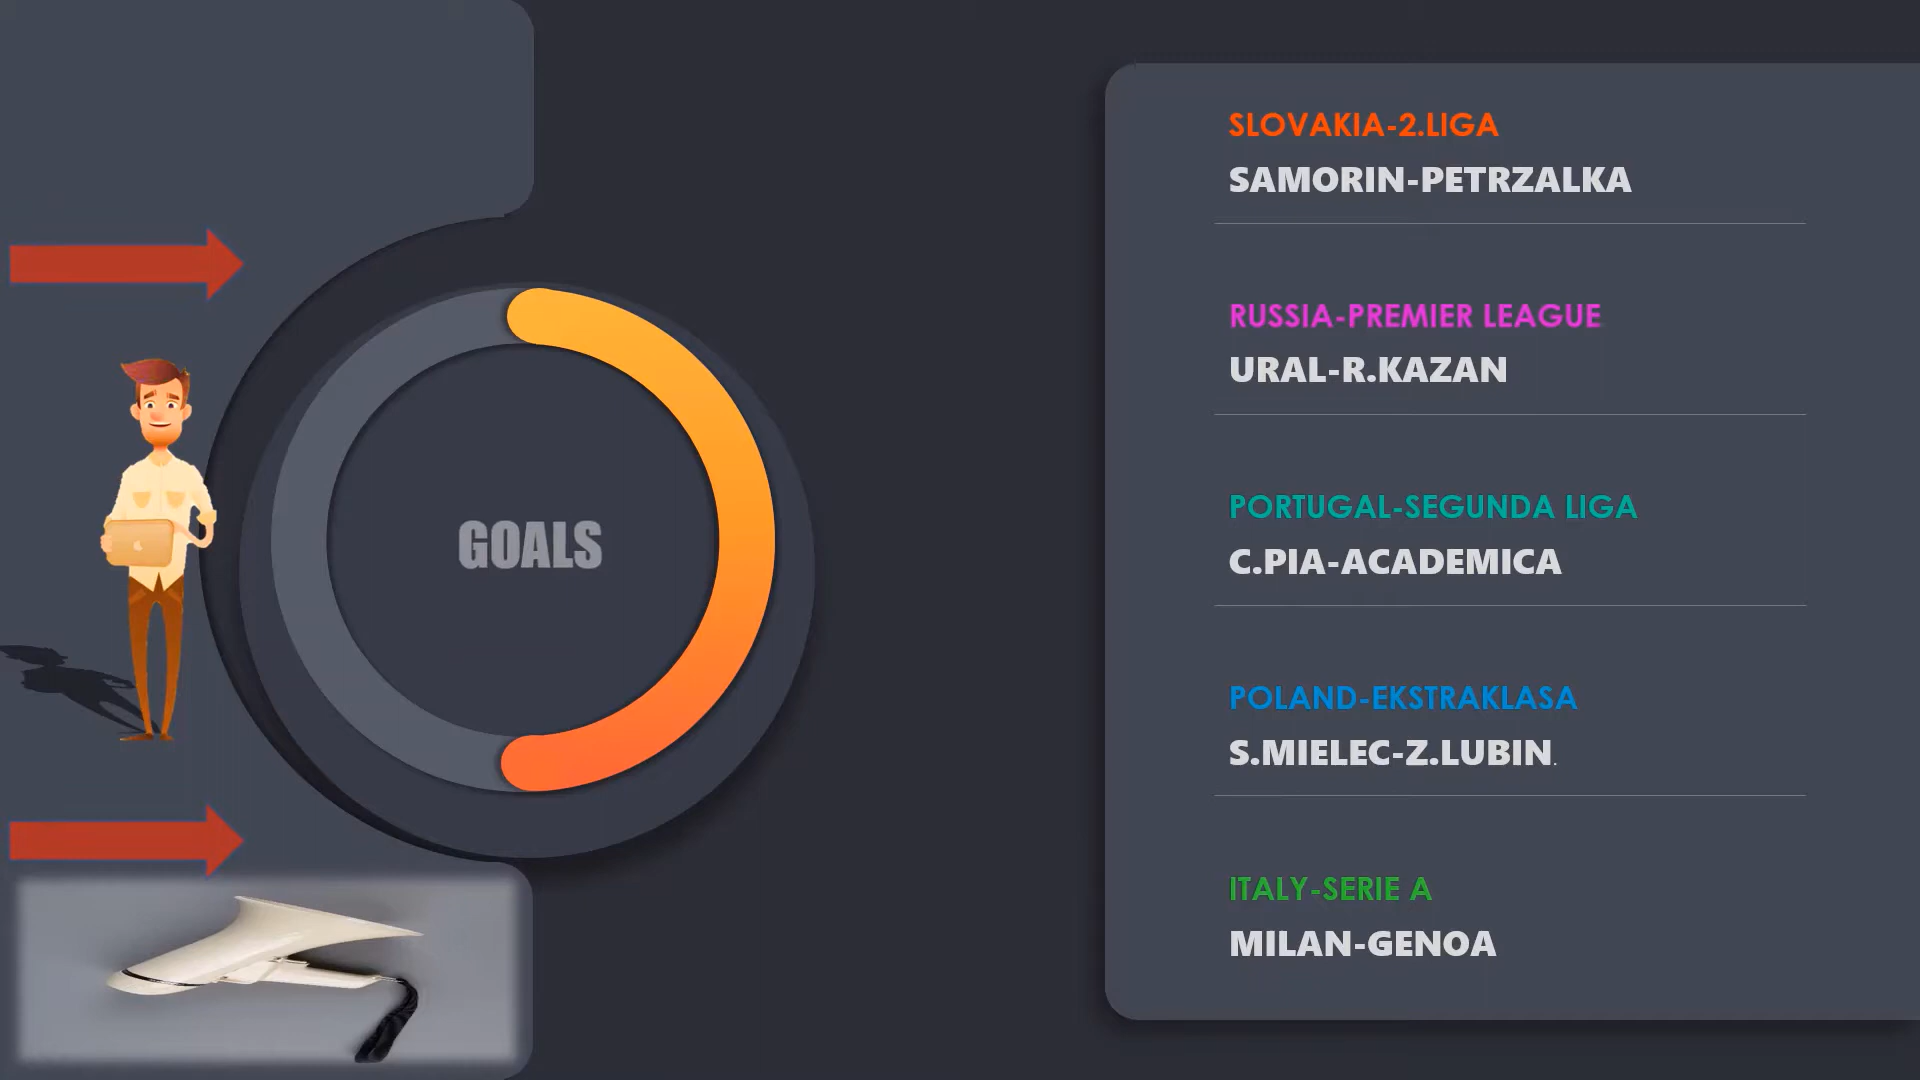 GOALS
SLOVAKIA-2.LIGA
SAMORIN-PETRZALKA
RUSSIA-PREMIER LEAGUE
URAL-R.KAZAN
PORTUGAL-SEGUNDA LIGA
C.PIA-ACADEMICA
POLAND-EKSTRAKLASA
S.MIELEC-Z.LUBIN.
ITALY-SERIE A
MILAN-GENOA